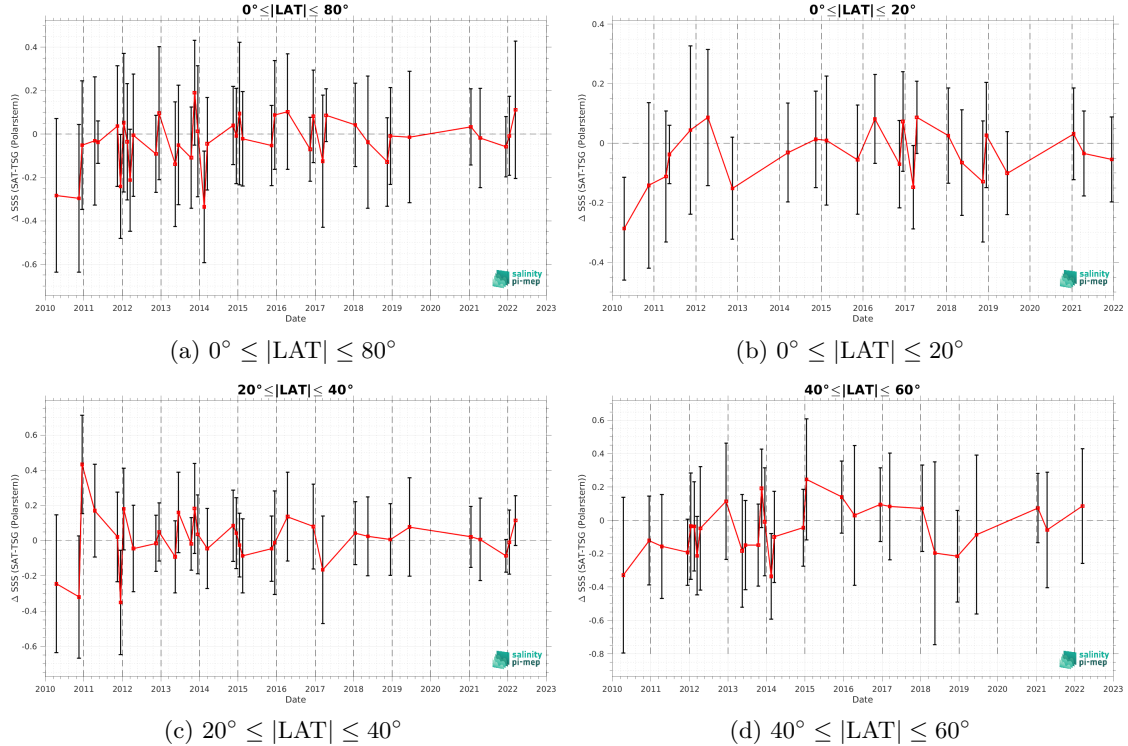 0°≤|LAT|≤ 80°
Δ SSS (SAT-TSG (Polarstern))
0.4
0.2
0
-0.2
-0.4
-0.6
2010 2011 2012 2013 2014 2015 2016 2017 2018 2019 2020 2021 2022 2023
Date
salinity
pi-mep
(a) 0° ≤ |LAT| ≤ 80°
0°≤|LAT|≤ 20°
Δ SSS (SAT-TSG (Polarstern))
0.4
0.2
0
-0.2
-0.4
2010 2011 2012 2013 2014 2015 2016 2017 2018 2019 2020 2021 2022
Date
salinity
pi-mep
(b) 0° ≤ |LAT| ≤ 20°
20°≤|LAT|≤ 40°
Δ SSS (SAT-TSG (Polarstern))
0.6
0.4
0.2
0
-0.2
-0.4
-0.6
2010 2011 2012 2013 2014 2015 2016 2017 2018 2019 2020 2021 2022 2023
Date
salinity
pi-mep
(c) 20° ≤ |LAT| ≤ 40°
40°≤|LAT|≤ 60°
Δ SSS (SAT-TSG (Polarstern))
0.6
0.4
0.2
0
-0.2
-0.4
-0.6
-0.8
2010 2011 2012 2013 2014 2015 2016 2017 2018 2019 2020 2021 2022 2023
Date
salinity
pi-mep
(d) 40° ≤ |LAT| ≤ 60°